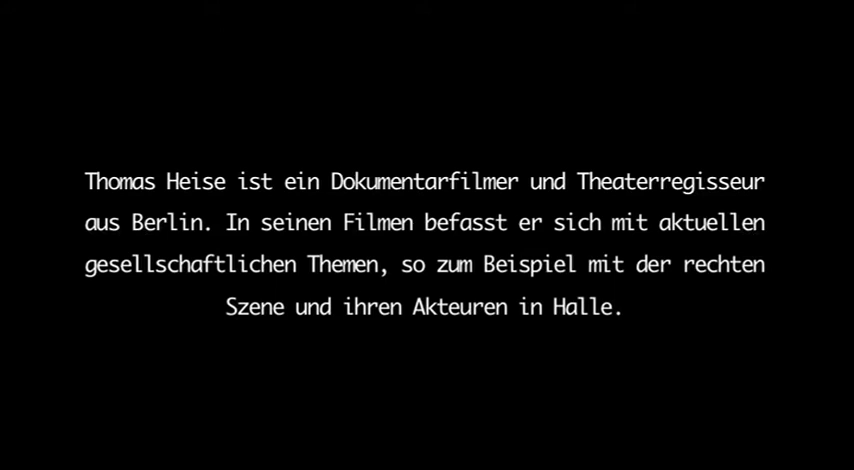 Thomas Heise ist ein Dokumentarfilmer und Theaterregisseur
aus Berlin. In seinen Filmen befasst er sich mit aktuellen
gesellschaftlichen Themen, so zum Beispiel mit der rechten
Szene und ihren Akteuren in Halle.